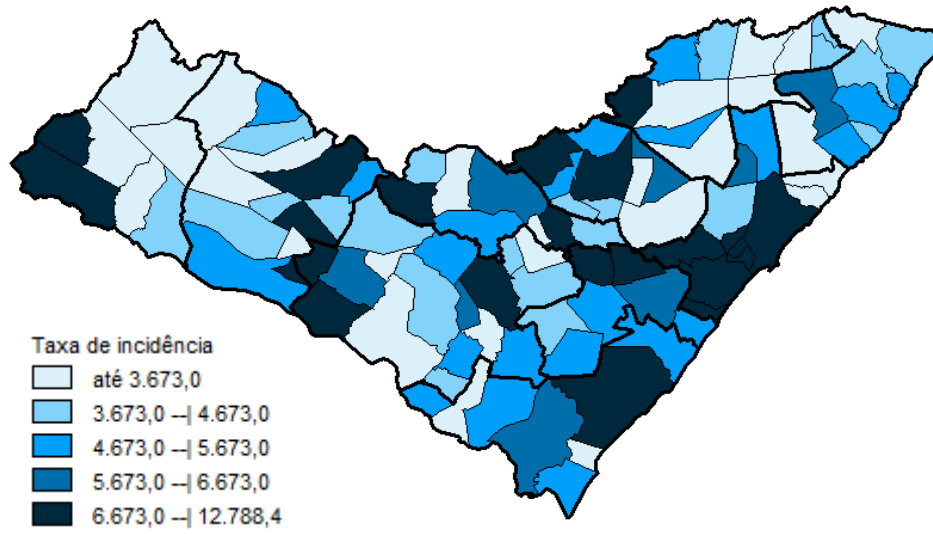 Taxa de incidência
até 3.673,0
3.673,0 --| 4.673,0
4.673,0 --| 5.673,0
5.673,0 --| 6.673,0
6.673,0 --| 12.788,4